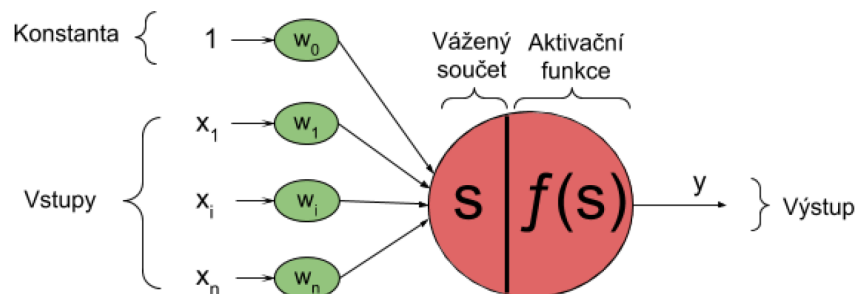 Konstanta
1
w0
Vážený
součet
Aktivační
funkce
x1
w1
Vstupy
xi
wi
s
f(s)
y
Výstup
xn
wn